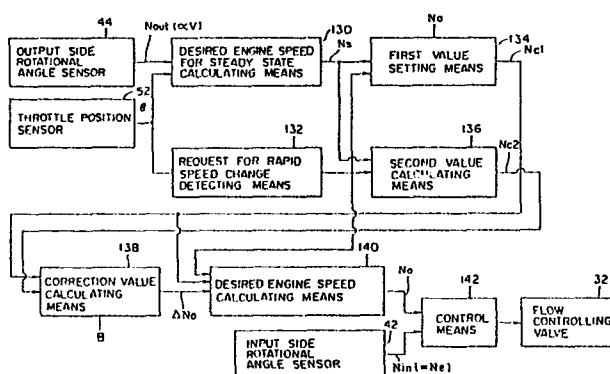 44
OUTPUT SIDE
ROTATIONAL
ANGLE SENSOR
Nout (∝V)
130
DESIRED ENGINE SPEED
FOR STEADY STATE
CALCULATING MEANS
Ns
No
134
FIRST VALUE
SETTING MEANS
Nc1
52
θ
THROTTLE POSITION
SENSOR
132
REQUEST FOR RAPID
SPEED CHANGE
DETECTING MEANS
136
SECOND VALUE
CALCULATING
MEANS
Nc2
138
CORRECTION VALUE
CALCULATING
MEANS
B
ΔNo
140
DESIRED ENGINE SPEED
CALCULATING MEANS
No
142
CONTROL
MEANS
32
FLOW
CONTROLLING
VALVE
42
INPUT SIDE
ROTATIONAL
ANGLE SENSOR
Nin(=Ne)